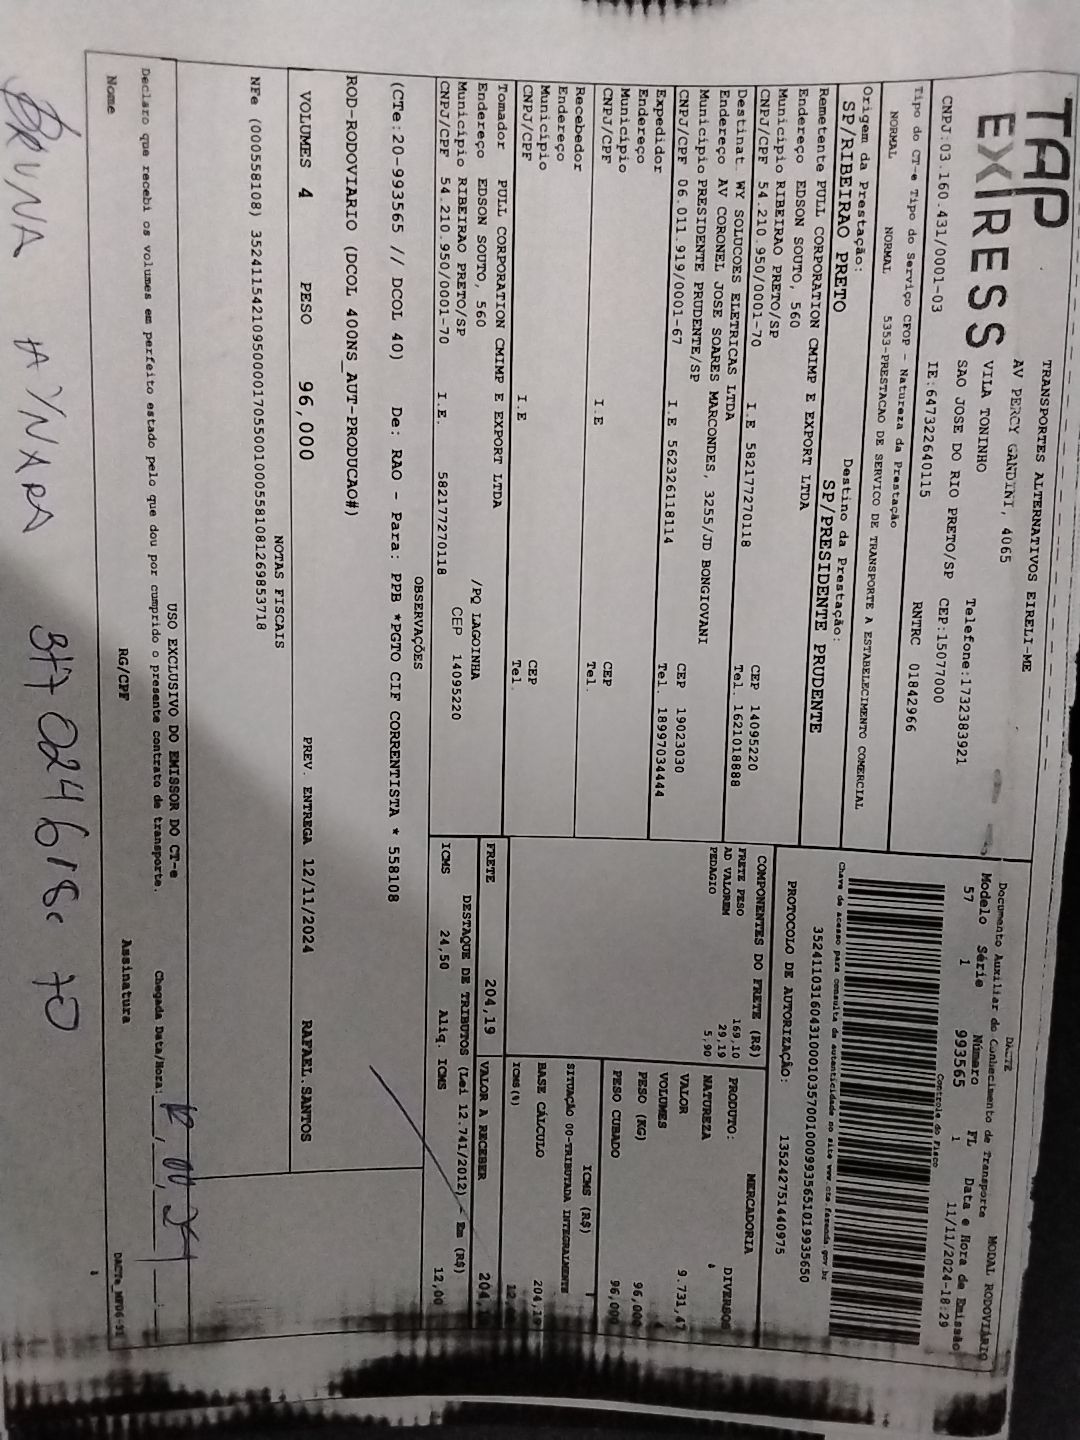 TAP
EXPRESS
TRANSPORTES ALTERNATIVOS EIRELI-ME
AV PERCY GANDINI, 4065
VILA TONINHO
SAO JOSE DO RIO PRETO/SP Telefone:1732383921
CNPJ:03.160.431/0001-03 IE:647322640115 CEP:15077000
RNTRC 01842966
Tipo do CT-e Tipo do Serviço CFOP - Natureza da Prestação
NORMAL NORMAL 5353-PRESTACAO DE SERVICO DE TRANSPORTE A ESTABELECIMENTO COMERCIAL
Origem da Prestação: Destino da Prestação:
SP/RIBEIRAO PRETO SP/PRESIDENTE PRUDENTE
DACTE MODAL RODOVIÁRIO
Documento Auxiliar do Conhecimento de Transporte
Modelo Série Número FL Data e Hora de Emissão
57 1 993565 1 11/11/2024-18:29
Controle do Fisco
Chave de acesso para consulta de autenticidade no site www.cte.fazenda.gov.br
35241103160431000103570010009935651019935650
PROTOCOLO DE AUTORIZAÇÃO: 135242751440975
Remetente PULL CORPORATION CMIMP E EXPORT LTDA
Endereço EDSON SOUTO, 560
Município RIBEIRAO PRETO/SP CEP 14095220
CNPJ/CPF 54.210.950/0001-70 I.E 582177270118 Tel. 1621018888
Destinat. WY SOLUCOES ELETRICAS LTDA
Endereço AV CORONEL JOSE SOARES MARCONDES, 3255/JD BONGIOVANI
Município PRESIDENTE PRUDENTE/SP CEP 19023030
CNPJ/CPF 06.011.919/0001-67 I.E 562326118114 Tel. 18997034444
Expedidor
Endereço
Município CEP
CNPJ/CPF I.E Tel.
Recebedor
Endereço
Município CEP
CNPJ/CPF I.E Tel.
Tomador PULL CORPORATION CMIMP E EXPORT LTDA
Endereço EDSON SOUTO, 560 /PQ LAGOINHA
Município RIBEIRAO PRETO/SP CEP 14095220
CNPJ/CPF 54.210.950/0001-70 I.E. 582177270118
COMPONENTES DO FRETE (R$)
FRETE PESO 169,10
AD VALOREM 29,19
PEDAGIO 5,90
PRODUTO: MERCADORIA
NATUREZA DIVERSOS
VALOR 9.731,47
VOLUMES 4
PESO (KG) 96,000
PESO CUBADO 96,000
ICMS (R$)
SITUAÇÃO 00-TRIBUTADA INTEGRALMENTE
BASE CÁLCULO 204,19
ICMS (%)
FRETE 204,19 VALOR A RECEBER
DESTAQUE DE TRIBUTOS (Lei 12.741/2012) - Em (R$)
ICMS 24,50 Aliq. ICMS 12,00
OBSERVAÇÕES
(CTe:20-993565 // DCOL 40) De: RAO - Para: PPB *PGTO CIF CORRENTISTA * 558108
ROD-RODOVIARIO (DCOL 400NS_AUT-PRODUCAO#)
VOLUMES 4 PESO 96,000 PREV. ENTREGA 12/11/2024 RAFAEL.SANTOS
NOTAS FISCAIS
NFe (000558108) 35241154210950000170550010005581081269853718
USO EXCLUSIVO DO EMISSOR DO CT-e
Declaro que recebi os volumes em perfeito estado pelo que dou por cumprido o presente contrato de transporte. Chegada Data/Hora:
Nome RG/CPF Assinatura
DACTe_MFD6-91
BRUNA